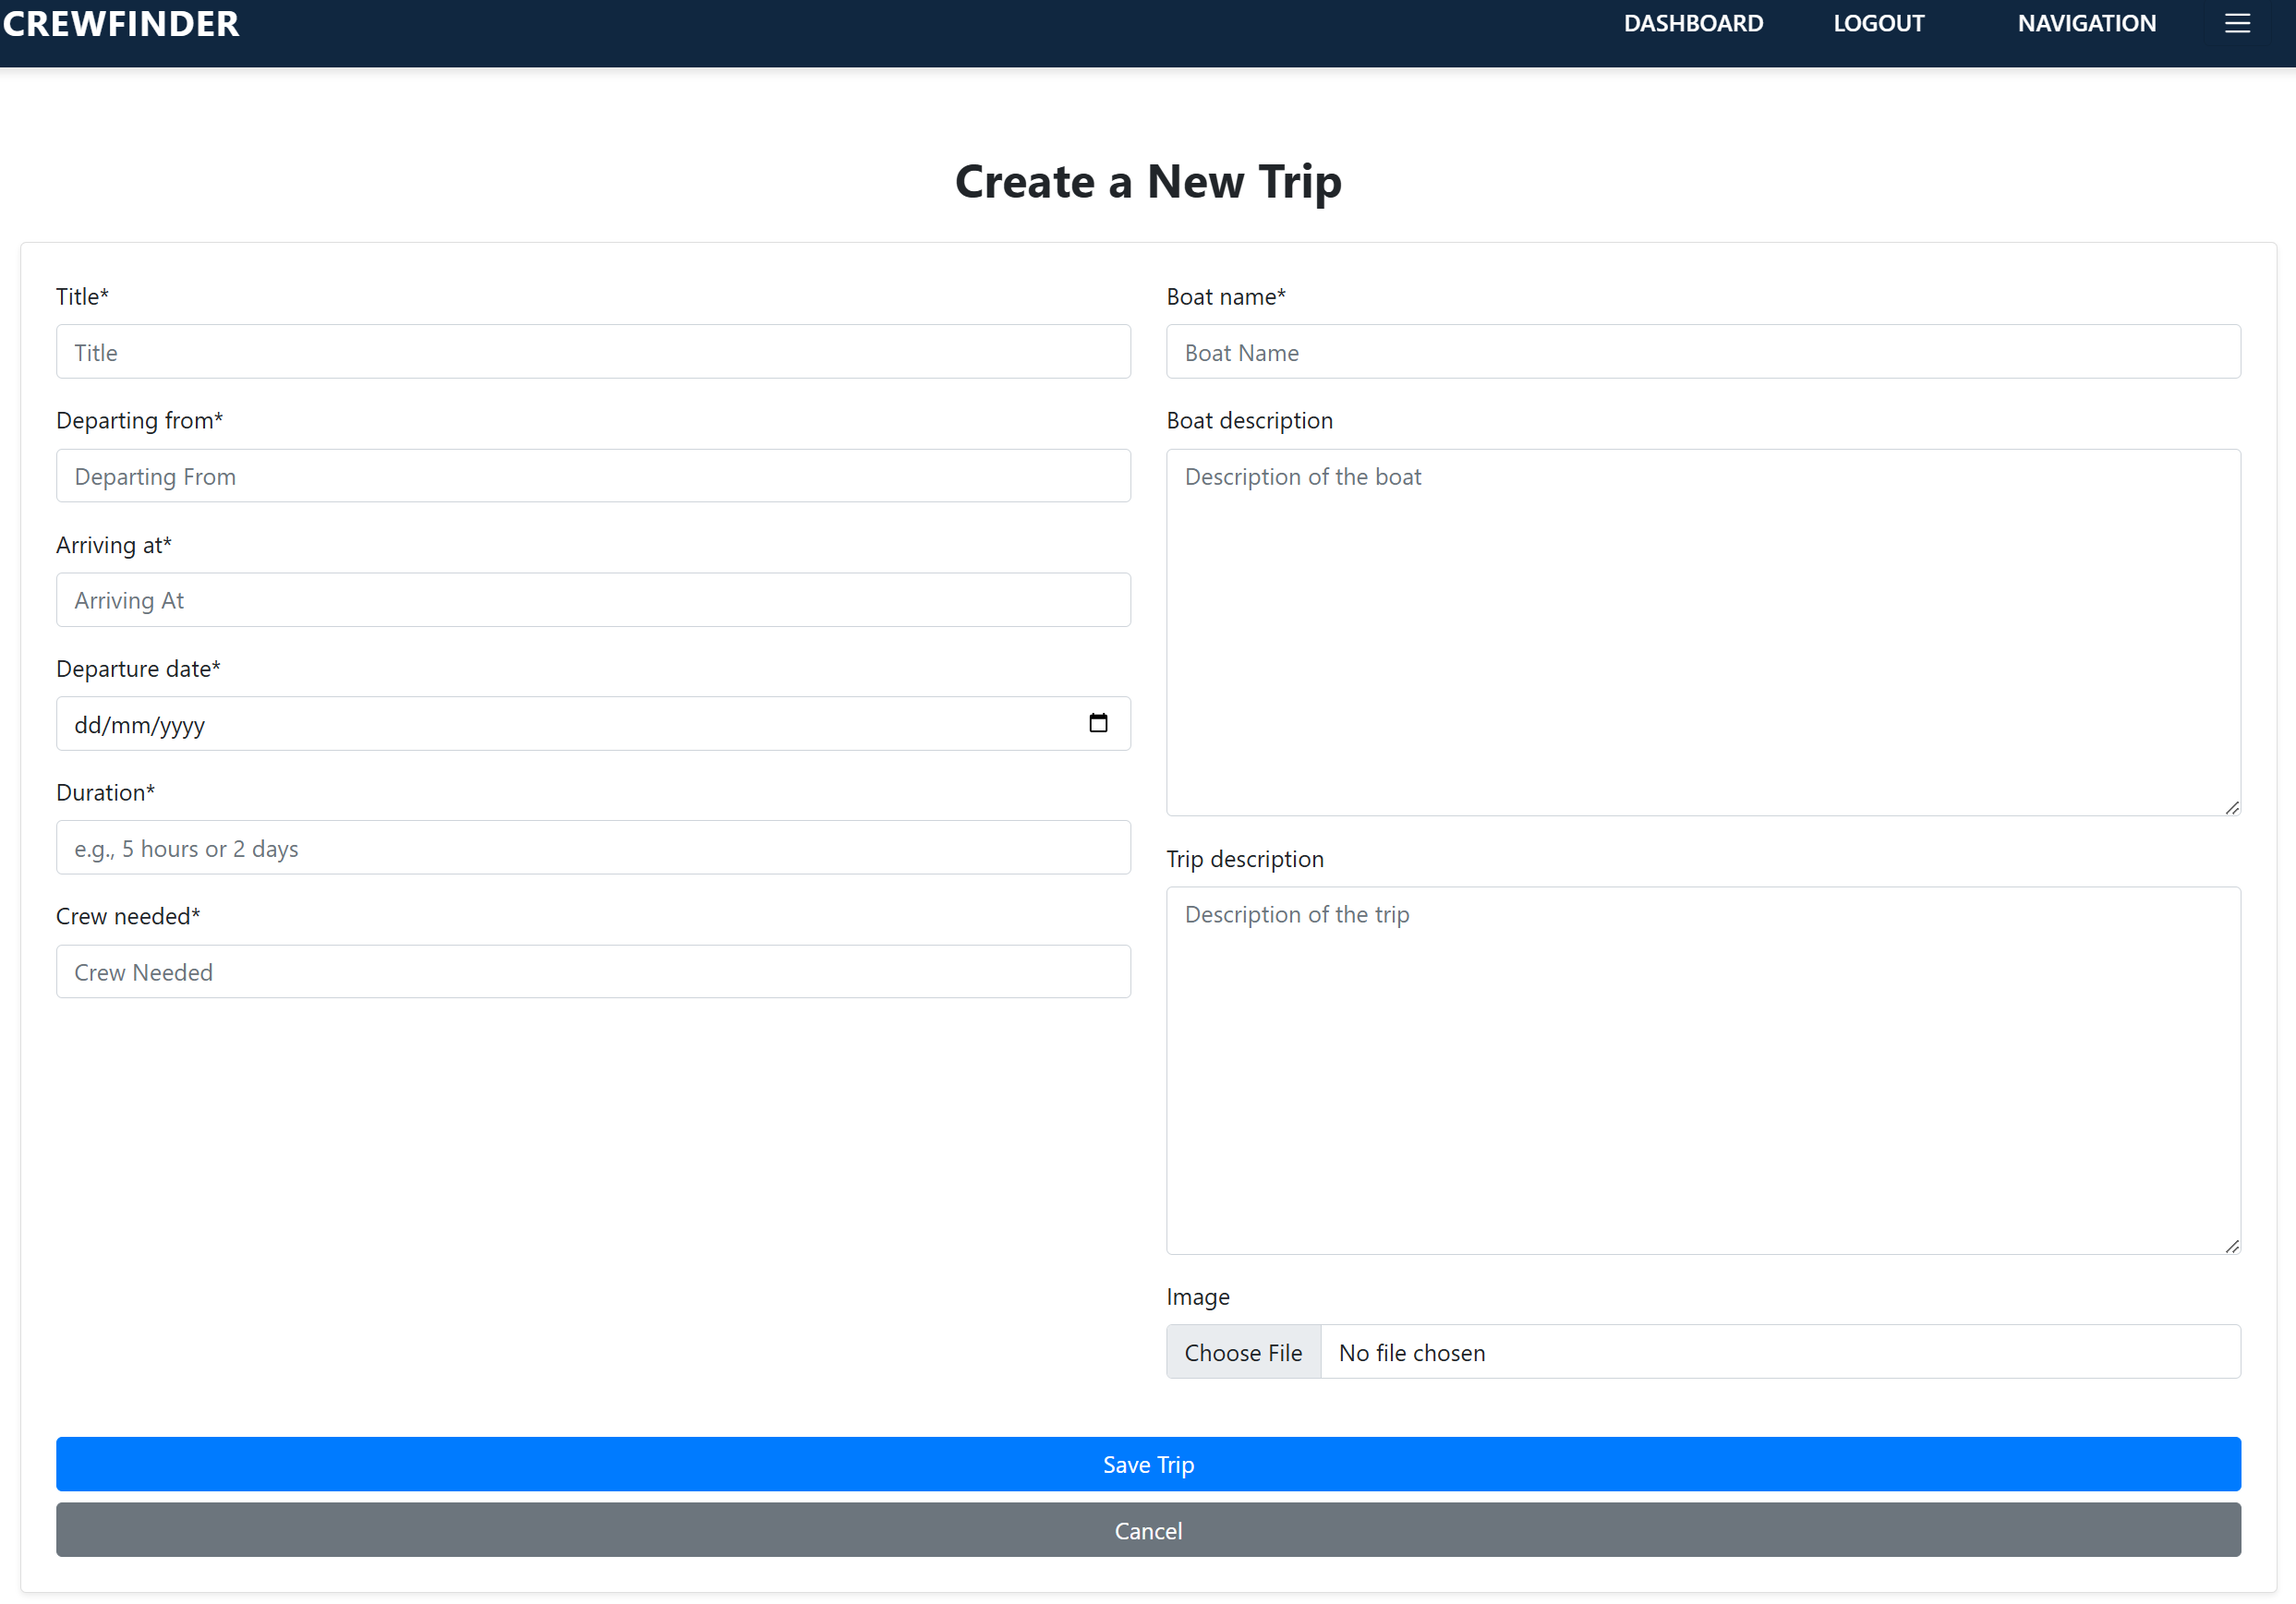 CREWFINDER
DASHBOARD LOGOUT NAVIGATION
Create a New Trip
Title*
Title
Departing from*
Departing From
Arriving at*
Arriving At
Departure date*
dd/mm/yyyy
Duration*
e.g., 5 hours or 2 days
Crew needed*
Crew Needed
Boat name*
Boat Name
Boat description
Description of the boat
Trip description
Description of the trip
Image
Choose File No file chosen
Save Trip
Cancel